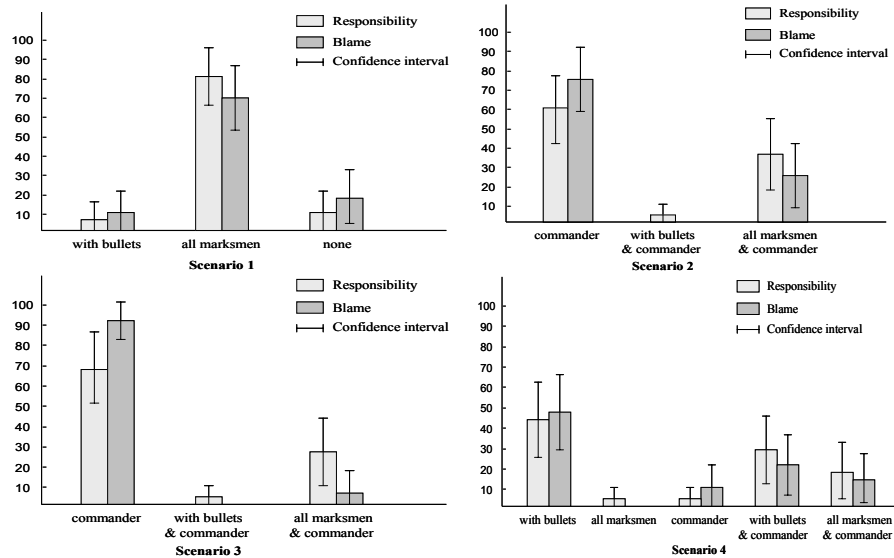 Responsibility
Blame
Confidence interval
100
90
80
70
60
50
40
30
20
10
with bullets
all marksmen
none
Scenario 1
Responsibility
Blame
Confidence interval
100
90
80
70
60
50
40
30
20
10
commander
with bullets
& commander
all marksmen
& commander
Scenario 2
Responsibility
Blame
Confidence interval
100
90
80
70
60
50
40
30
20
10
commander
with bullets
& commander
all marksmen
& commander
Scenario 3
Responsibility
Blame
Confidence interval
100
90
80
70
60
50
40
30
20
10
with bullets
all marksmen
commander
with bullets
& commander
all marksmen
& commander
Scenario 4